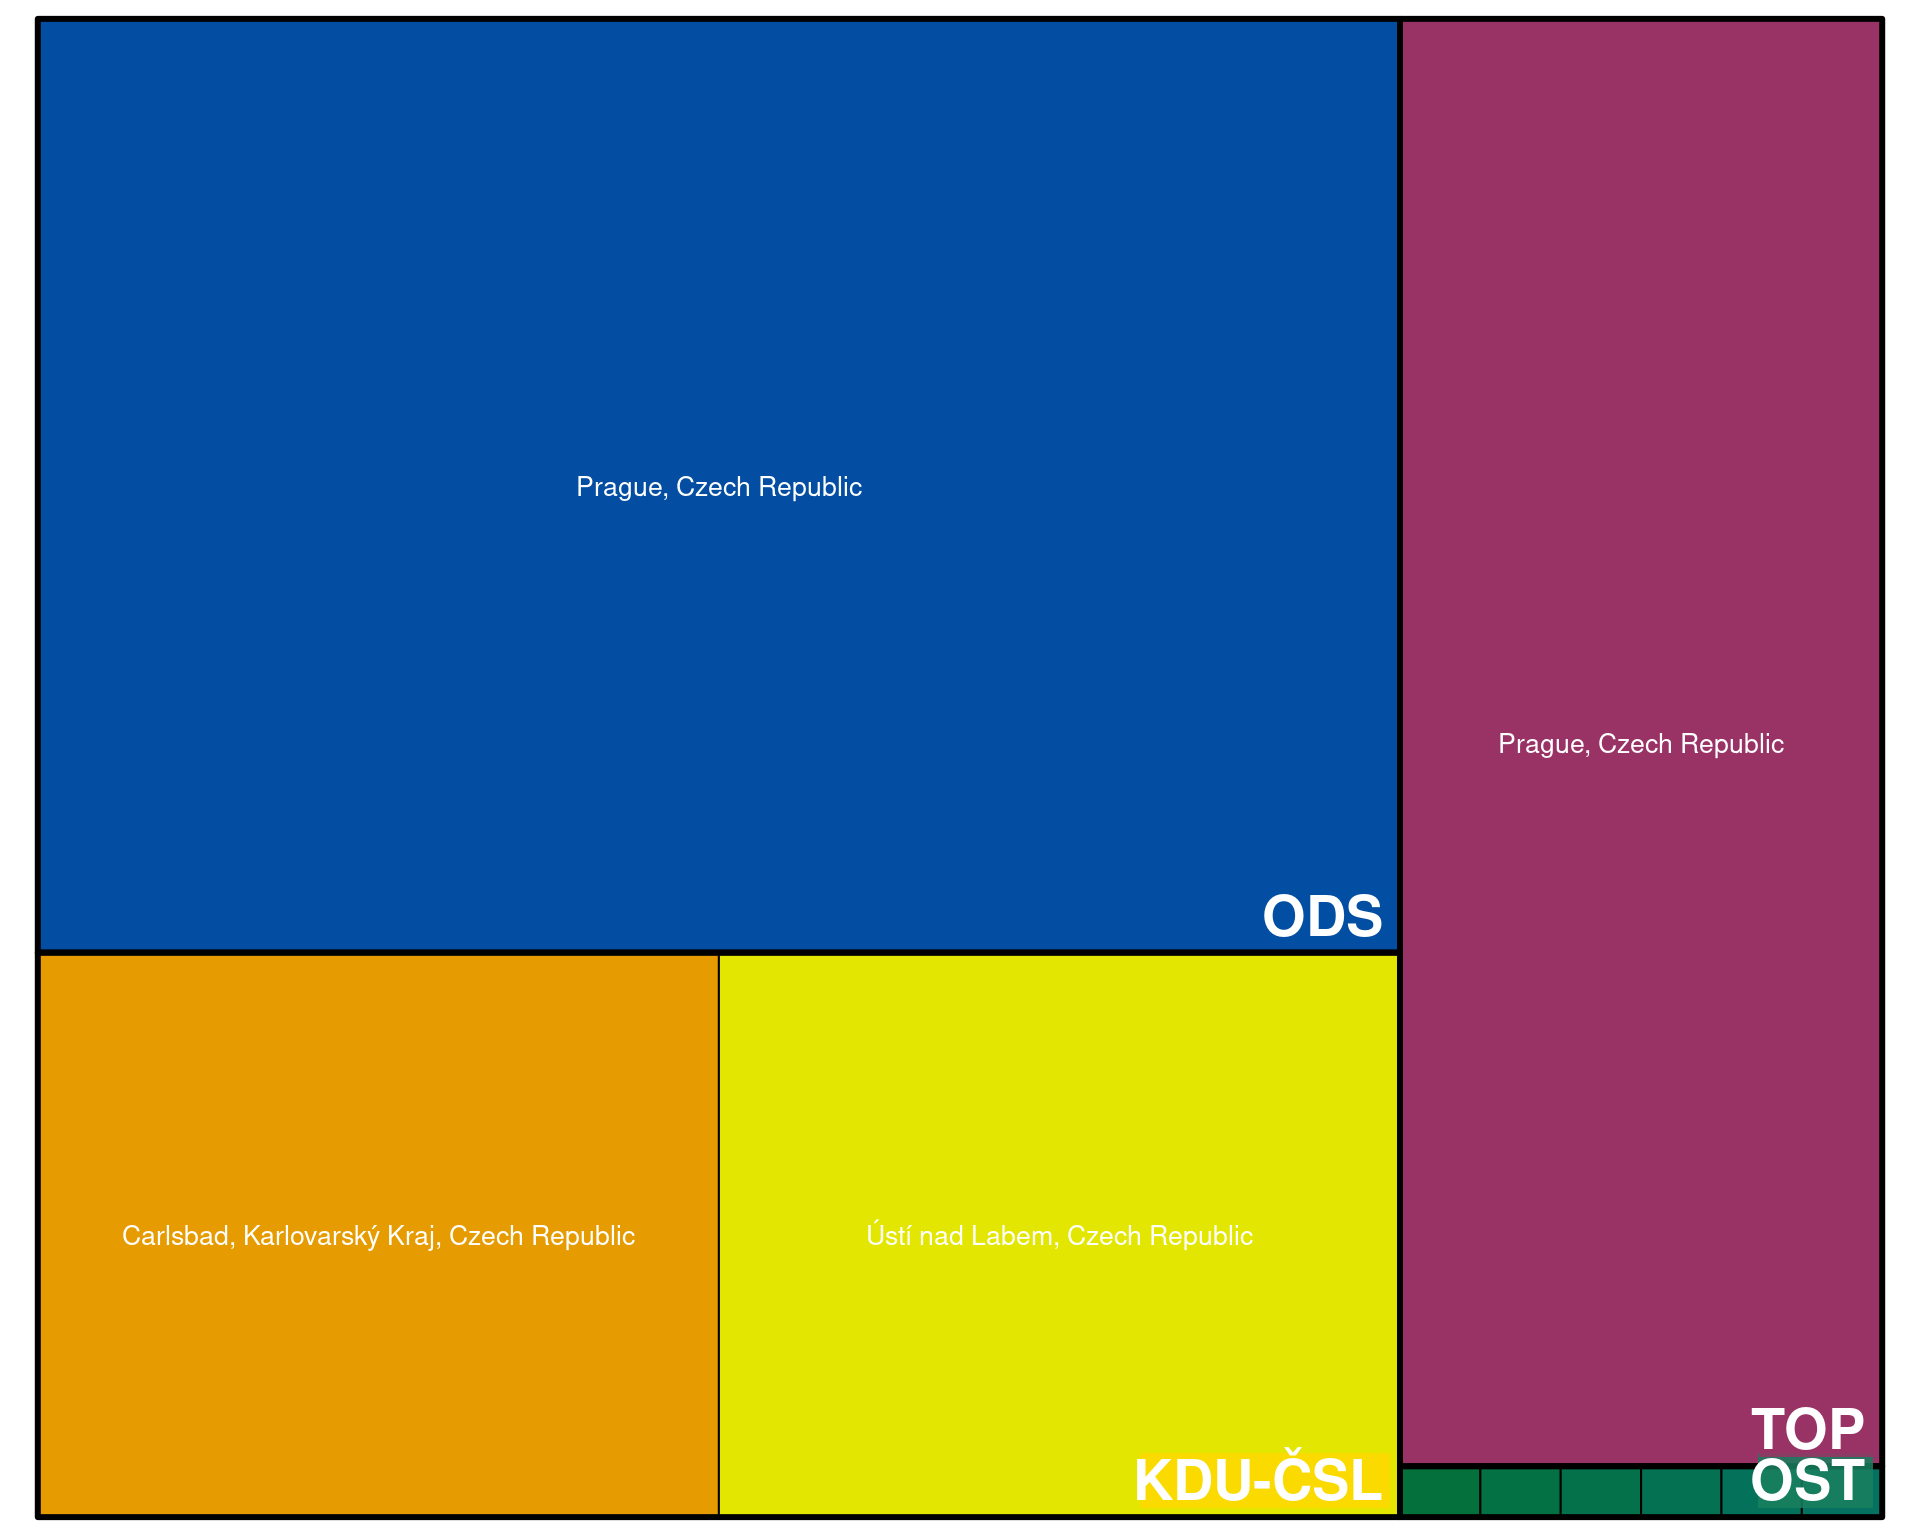 Prague, Czech Republic
ODS
Prague, Czech Republic
TOP
Carlsbad, Karlovarský Kraj, Czech Republic
Ústí nad Labem, Czech Republic
KDU-ČSL
OST